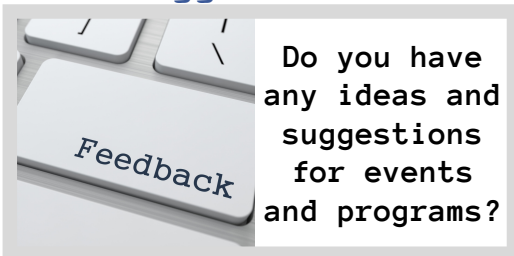 ]
\
Feedback
Do you have
any ideas and
suggestions
for events
and programs?